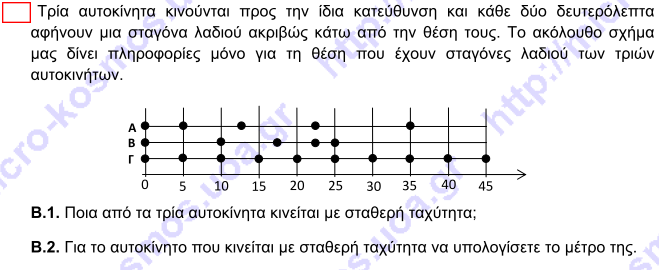 Τρία αυτοκίνητα κινούνται προς την ίδια κατεύθυνση και κάθε δύο δευτερόλεπτα
αφήνουν μια σταγόνα λαδιού ακριβώς κάτω από την θέση τους. Το ακόλουθο σχήμα
μας δίνει πληροφορίες μόνο για τη θέση που έχουν σταγόνες λαδιού των τριών
αυτοκινήτων.
Α
Β
Γ
0 5 10 15 20 25 30 35 40 45
Β.1. Ποια από τα τρία αυτοκίνητα κινείται με σταθερή ταχύτητα;
Β.2. Για το αυτοκίνητο που κινείται με σταθερή ταχύτητα να υπολογίσετε το μέτρο της.